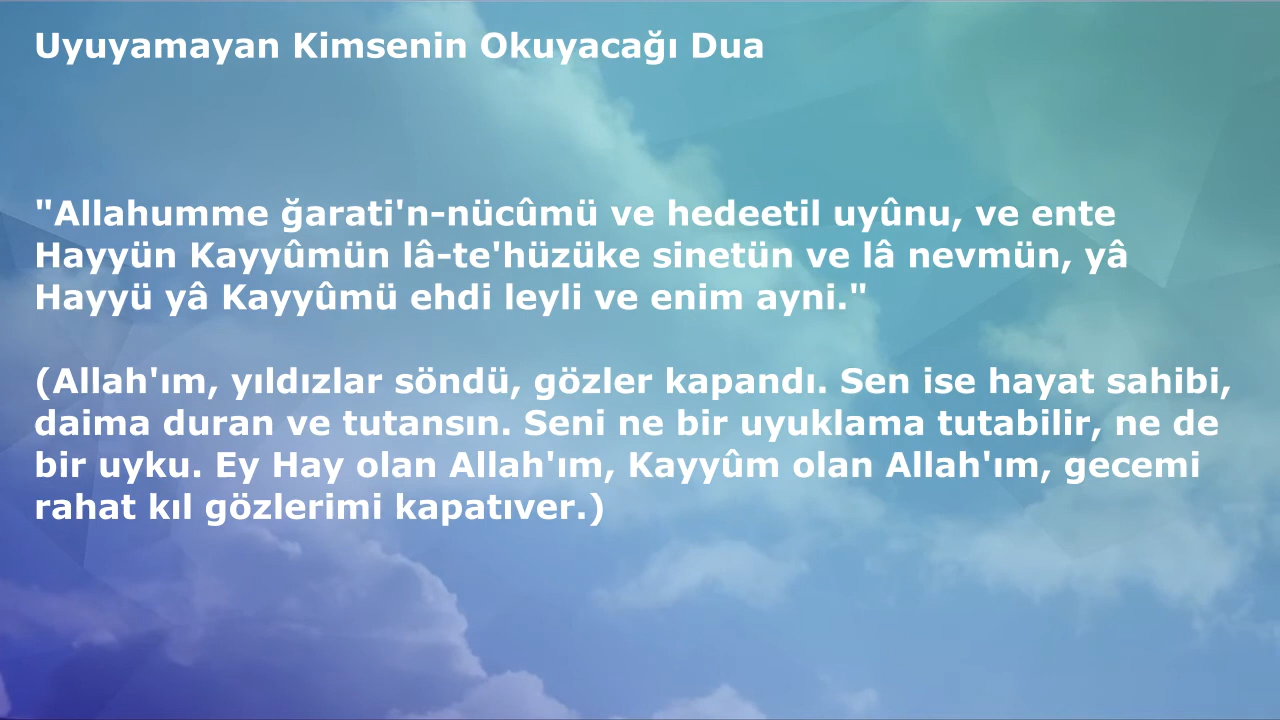 Uyuyamayan Kimsenin Okuyacağı Dua
"Allahumme ğarati'n-nücûmü ve hedeetil uyûnu, ve ente
Hayyün Kayyûmün lâ-te'hüzüke sinetün ve lâ nevmün, yâ
Hayyü yâ Kayyûmü ehdi leyli ve enim ayni."
(Allah'ım, yıldızlar söndü, gözler kapandı. Sen ise hayat sahibi,
daima duran ve tutansın. Seni ne bir uyuklama tutabilir, ne de
bir uyku. Ey Hay olan Allah'ım, Kayyûm olan Allah'ım, gecemi
rahat kıl gözlerimi kapatıver.)